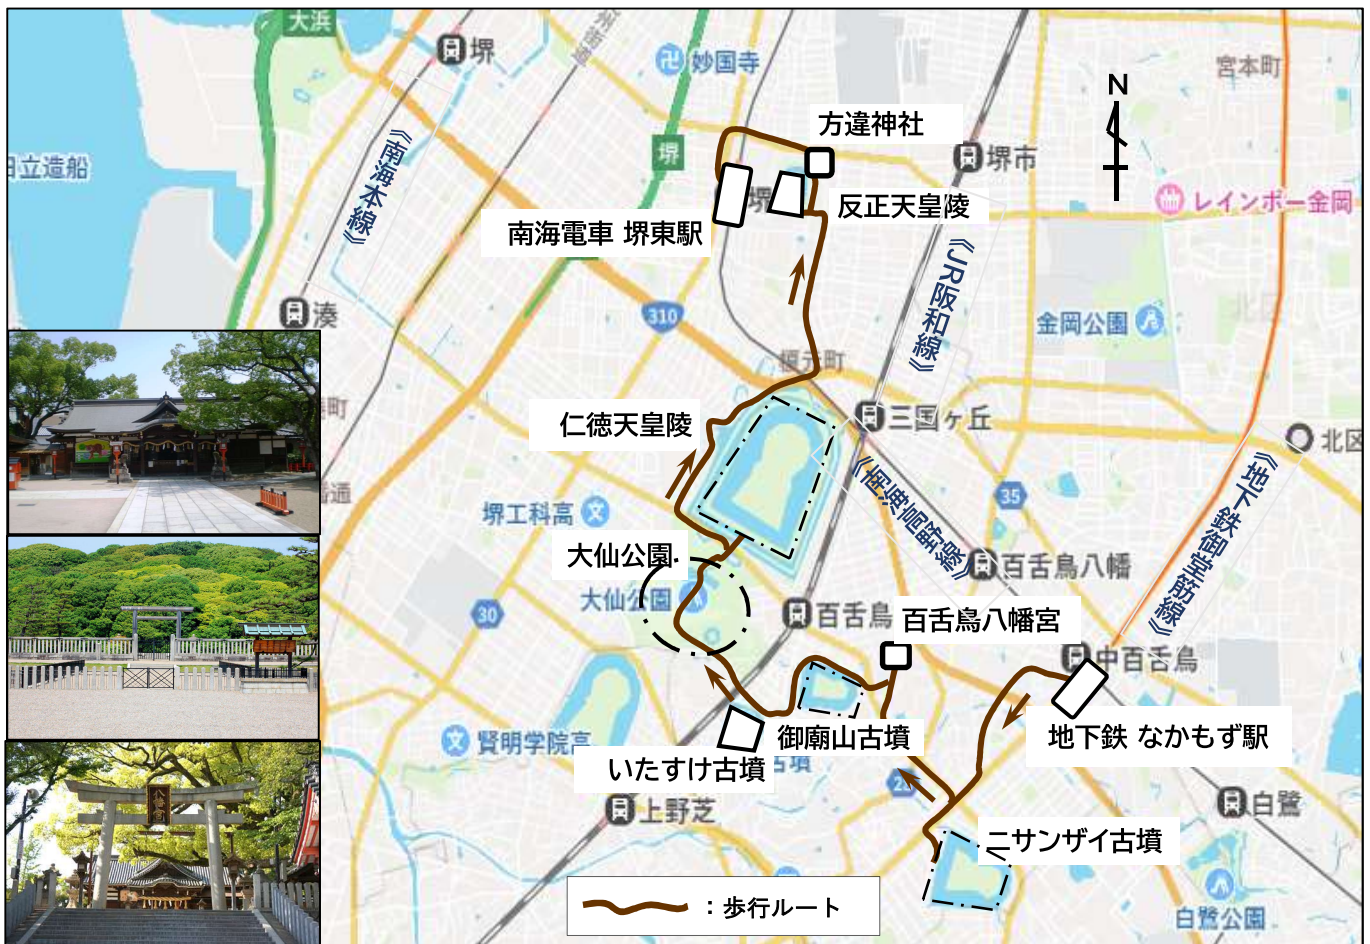 大浜
堺
妙国寺
宮本町
N
方違神社
堺市
日立造船
堺
レインボー金岡
《南海本線》
堺
反正天皇陵
南海電車 堺東駅
《JR阪和線》
湊
310
金岡公園
北区
榎元町
仁徳天皇陵
三国ヶ丘
北区
《地下鉄御堂筋線》
《南海高野線》
35
堺工科高
大仙公園
百舌鳥八幡
大仙公園
30
百舌鳥
百舌鳥八幡宮
中百舌鳥
賢明学院高
御廟山古墳
地下鉄 なかもず駅
いたすけ古墳
古墳
上野芝
白鷺
ニサンザイ古墳
八幡宮
：歩行ルート
白鷺公園